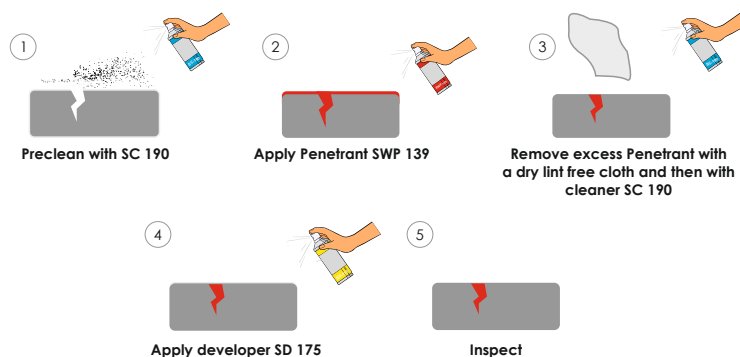 1
2
3
Preclean with SC 190
Apply Penetrant SWP 139
Remove excess Penetrant with
a dry lint free cloth and then with
cleaner SC 190
4
5
Apply developer SD 175
Inspect